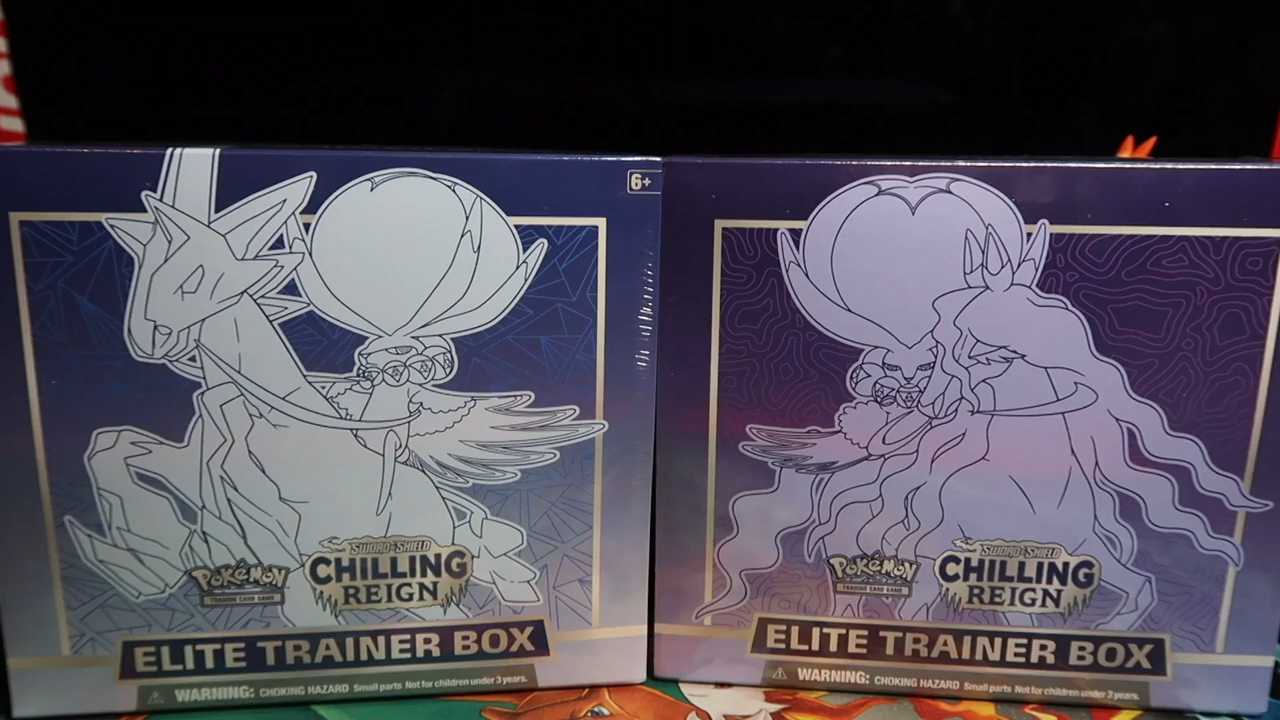 6+
POKéMON
TRADING CARD GAME
SWORD & SHIELD
CHILLING
REIGN
ELITE TRAINER BOX
WARNING: CHOKING HAZARD Small parts Not for children under 3 years.
POKéMON
TRADING CARD GAME
SWORD & SHIELD
CHILLING
REIGN
ELITE TRAINER BOX
WARNING: CHOKING HAZARD Small parts Not for children under 3 years.